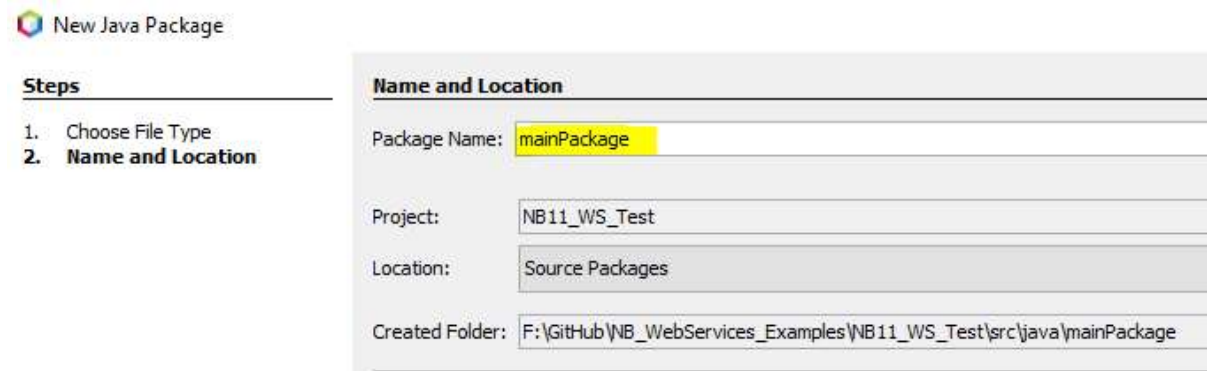 New Java Package
Steps
1. Choose File Type
2. Name and Location
Name and Location
Package Name: mainPackage
Project: NB11_WS_Test
Location: Source Packages
Created Folder: F:\GitHub\NB_WebServices_Examples\NB11_WS_Test\src\java\mainPackage